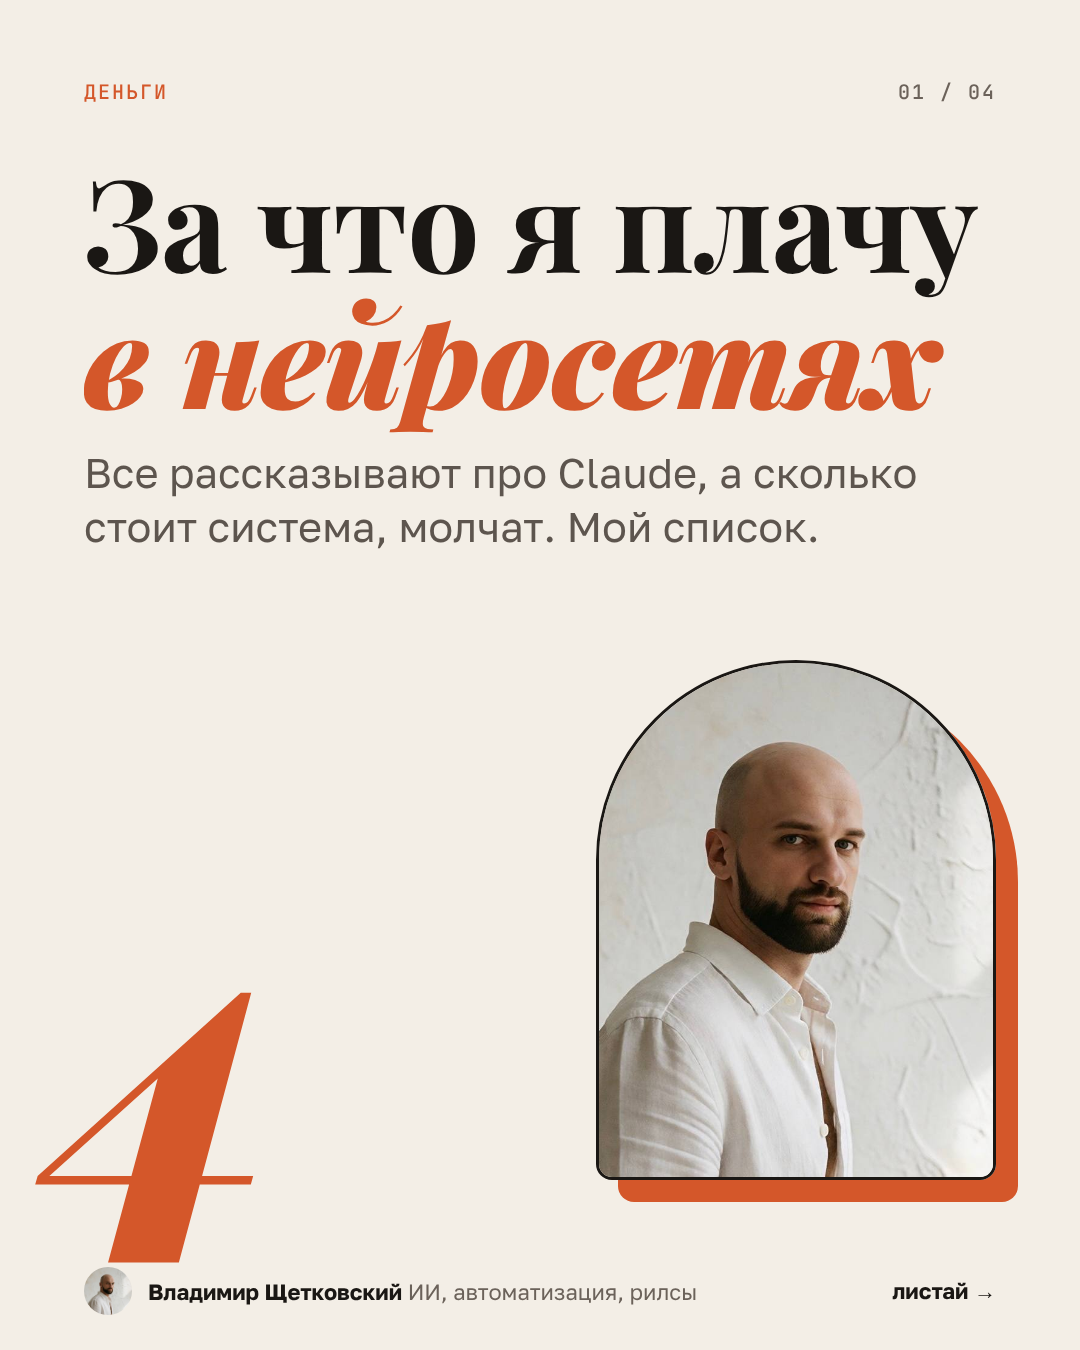 ДЕНЬГИ
01 / 04
За что я плачу
в нейросетях
Все рассказывают про Claude, а сколько
стоит система, молчат. Мой список.
4
Владимир Щетковский ИИ, автоматизация, рилсы
листай →